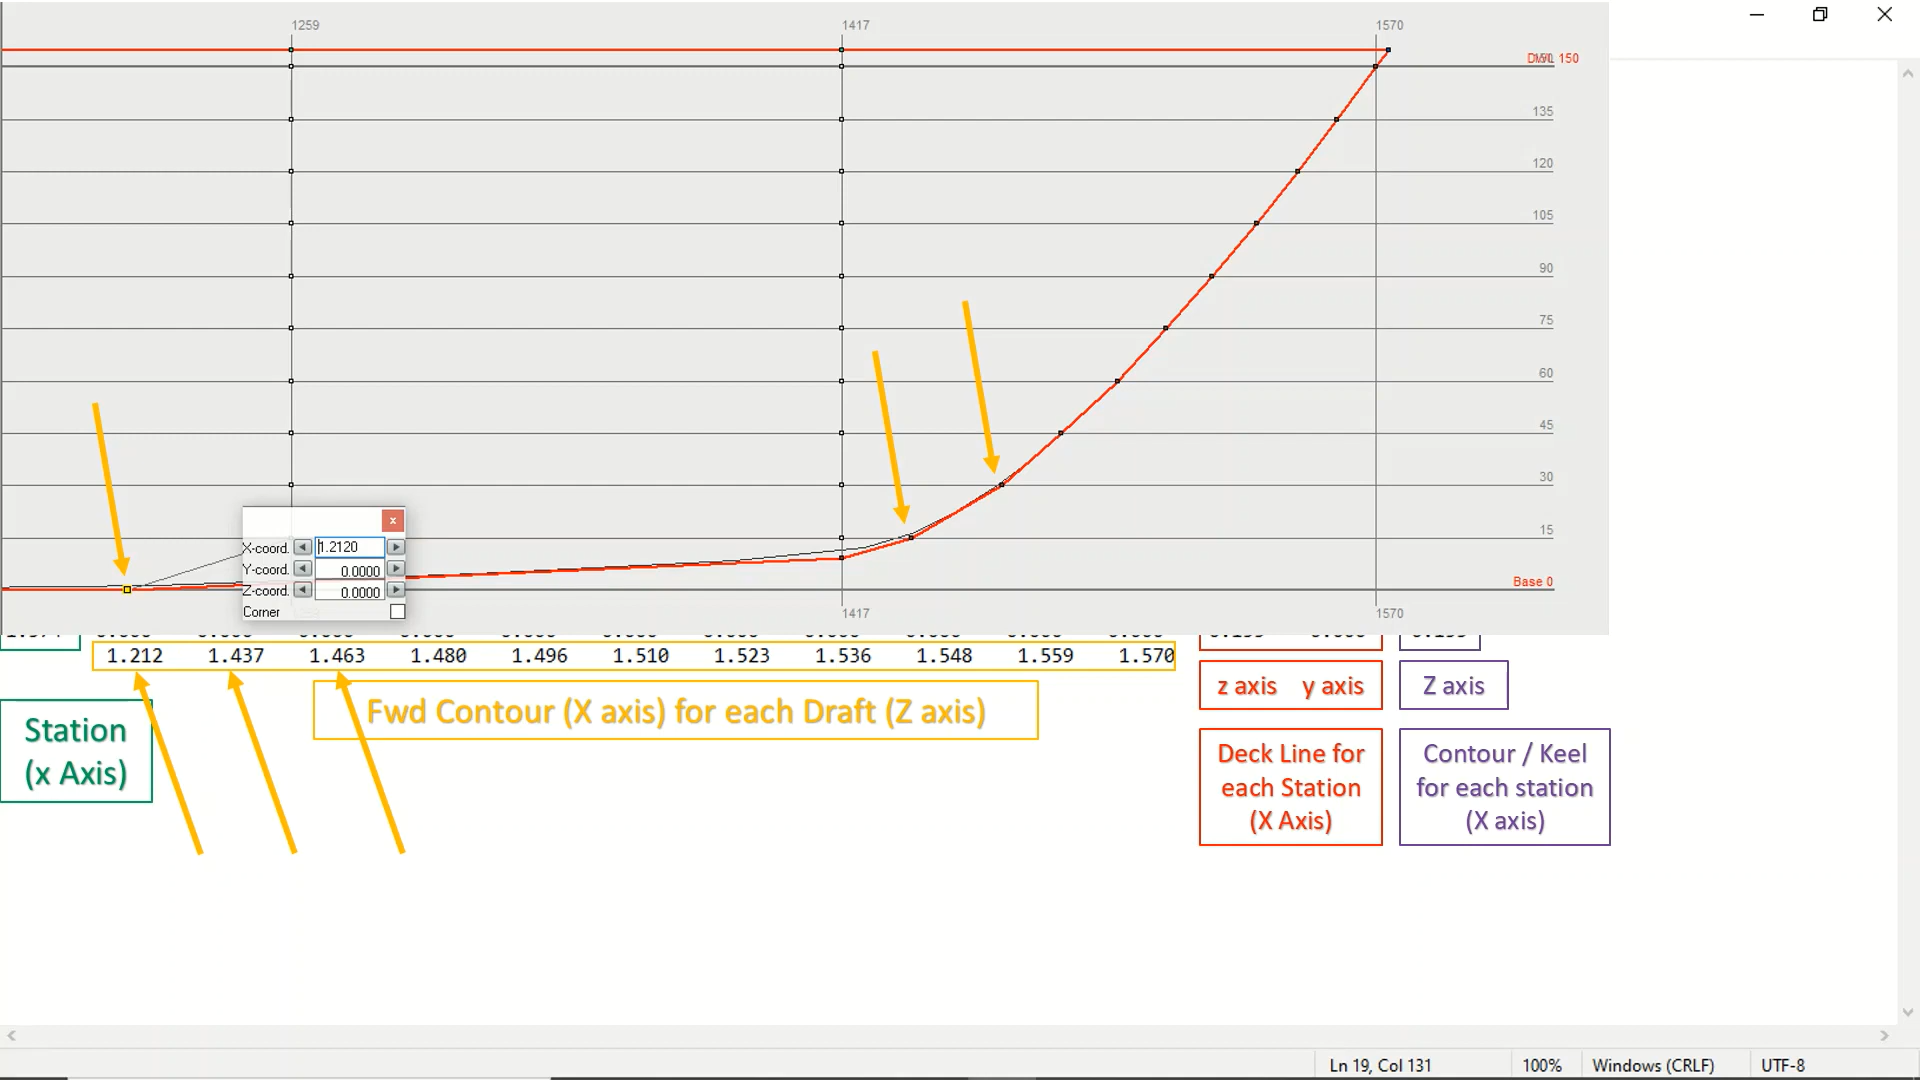 1259 1417 1570
DWL 150
135
120
105
90
75
60
45
30
15
Base 0
x
X-coord. 1.2120
Y-coord. 0.0000
Z-coord. 0.0000
Corner
1417 1570
1.212 1.437 1.463 1.480 1.496 1.510 1.523 1.536 1.548 1.559 1.570
z axis y axis
Z axis
Fwd Contour (X axis) for each Draft (Z axis)
Station
(x Axis)
Deck Line for
each Station
(X Axis)
Contour / Keel
for each station
(X axis)
Ln 19, Col 131 100% Windows (CRLF) UTF-8